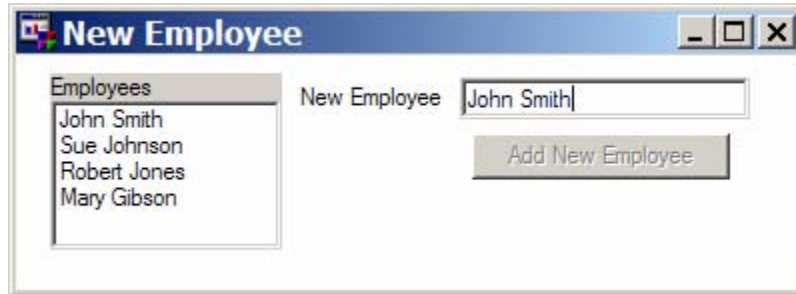 New Employee
Employees
John Smith
Sue Johnson
Robert Jones
Mary Gibson
New Employee John Smith
Add New Employee